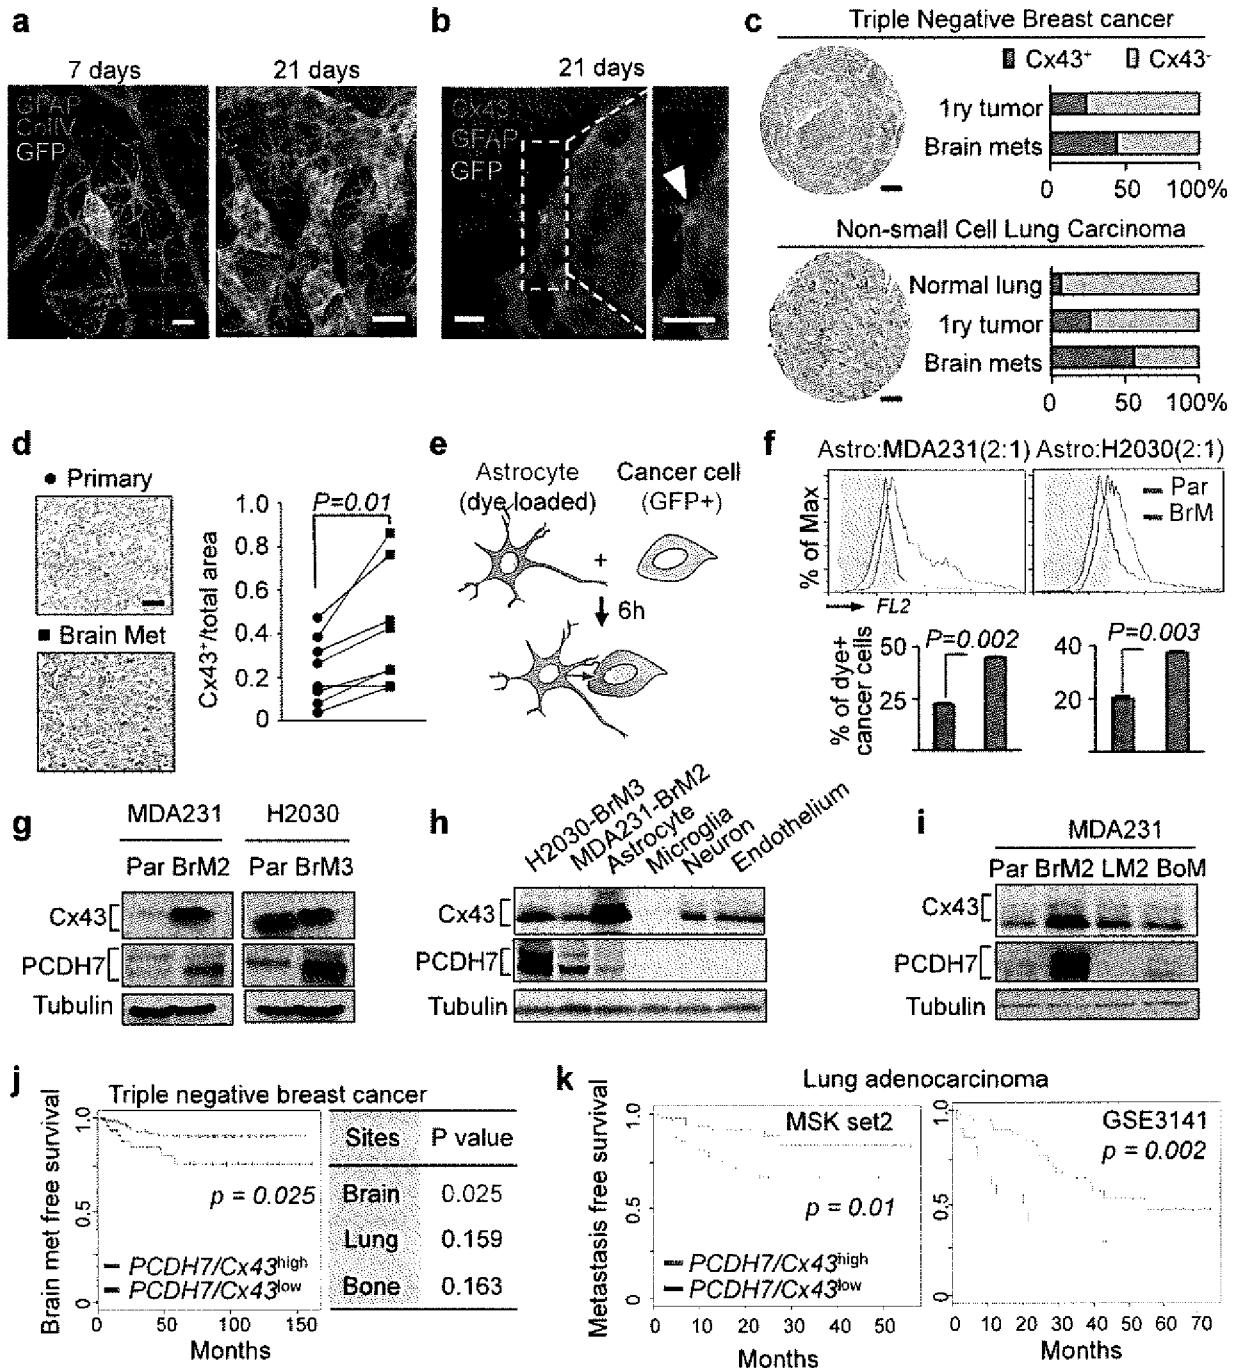 a
7 days
21 days
GFAP
ColIV
GFP
b
21 days
Cx43
GFAP
GFP
c
Triple Negative Breast cancer
Cx43+ Cx43-
1ry tumor
Brain mets
0 50 100%
Non-small Cell Lung Carcinoma
Normal lung
1ry tumor
Brain mets
0 50 100%
d
Primary
Brain Met
P=0.01
Cx43+/total area
1.0
0.8
0.6
0.4
0.2
0
e
Astrocyte
(dye loaded)
Cancer cell
(GFP+)
+
6h
f
Astro:MDA231(2:1) Astro:H2030(2:1)
Par
BrM
% of Max
FL2
% of dye+
cancer cells
50
25
P=0.002
40
20
P=0.003
g
MDA231 H2030
Par BrM2 Par BrM3
Cx43
PCDH7
Tubulin
h
H2030-BrM3
MDA231-BrM2
Astrocyte
Microglia
Neuron
Endothelium
Cx43
PCDH7
Tubulin
i
MDA231
Par BrM2 LM2 BoM
Cx43
PCDH7
Tubulin
j
Triple negative breast cancer
Brain met free survival
1.0
0.5
0
p = 0.025
PCDH7/Cx43high
PCDH7/Cx43low
0 50 100 150
Months
Sites P value
Brain 0.025
Lung 0.159
Bone 0.163
k
Lung adenocarcinoma
Metastasis free survival
1.0
0.5
0
MSK set2
p = 0.01
PCDH7/Cx43high
PCDH7/Cx43low
0 10 20 30 40 50
Months
GSE3141
p = 0.002
1.0
0.5
0
0 10 20 30 40 50 60 70
Months